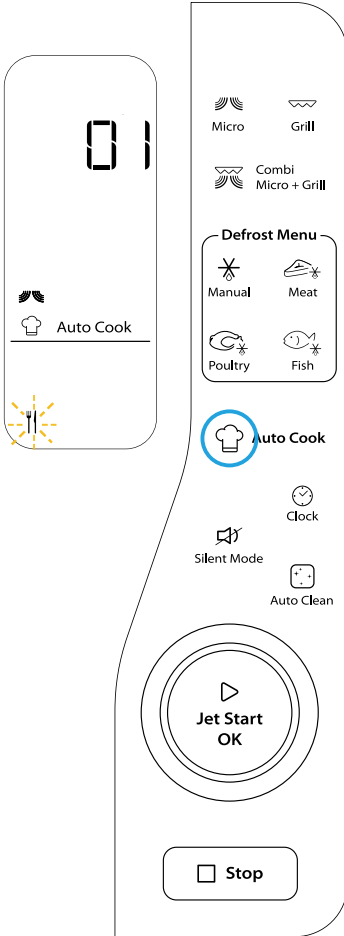 01
Auto Cook
Micro
Grill
Combi
Micro + Grill
Defrost Menu
Manual
Meat
Poultry
Fish
Auto Cook
Clock
Silent Mode
Auto Clean
Jet Start
OK
Stop